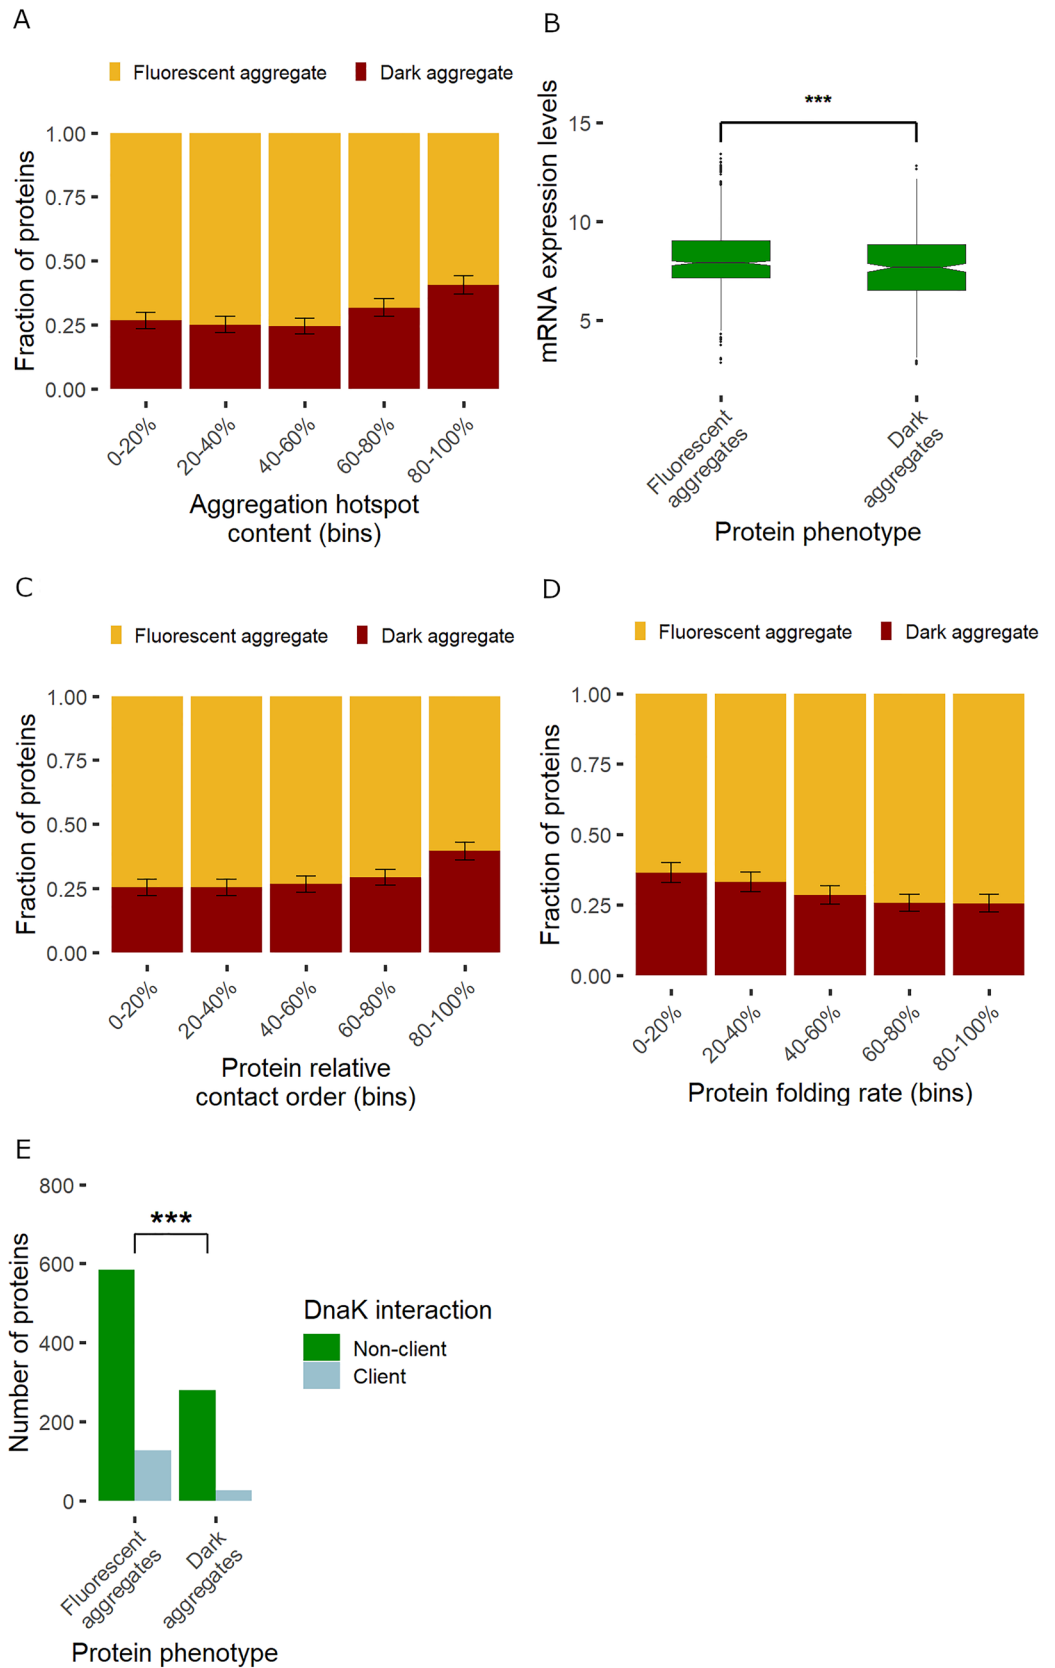 A
Fluorescent aggregate
Dark aggregate
1.00
0.75
0.50
0.25
0.00
Fraction of proteins
0-20%
20-40%
40-60%
60-80%
80-100%
Aggregation hotspot
content (bins)
B
***
15
10
5
mRNA expression levels
Fluorescent
aggregates
Dark
aggregates
Protein phenotype
C
Fluorescent aggregate
Dark aggregate
1.00
0.75
0.50
0.25
0.00
Fraction of proteins
0-20%
20-40%
40-60%
60-80%
80-100%
Protein relative
contact order (bins)
D
Fluorescent aggregate
Dark aggregate
1.00
0.75
0.50
0.25
0.00
Fraction of proteins
0-20%
20-40%
40-60%
60-80%
80-100%
Protein folding rate (bins)
E
800
600
400
200
0
Number of proteins
***
DnaK interaction
Non-client
Client
Fluorescent
aggregates
Dark
aggregates
Protein phenotype